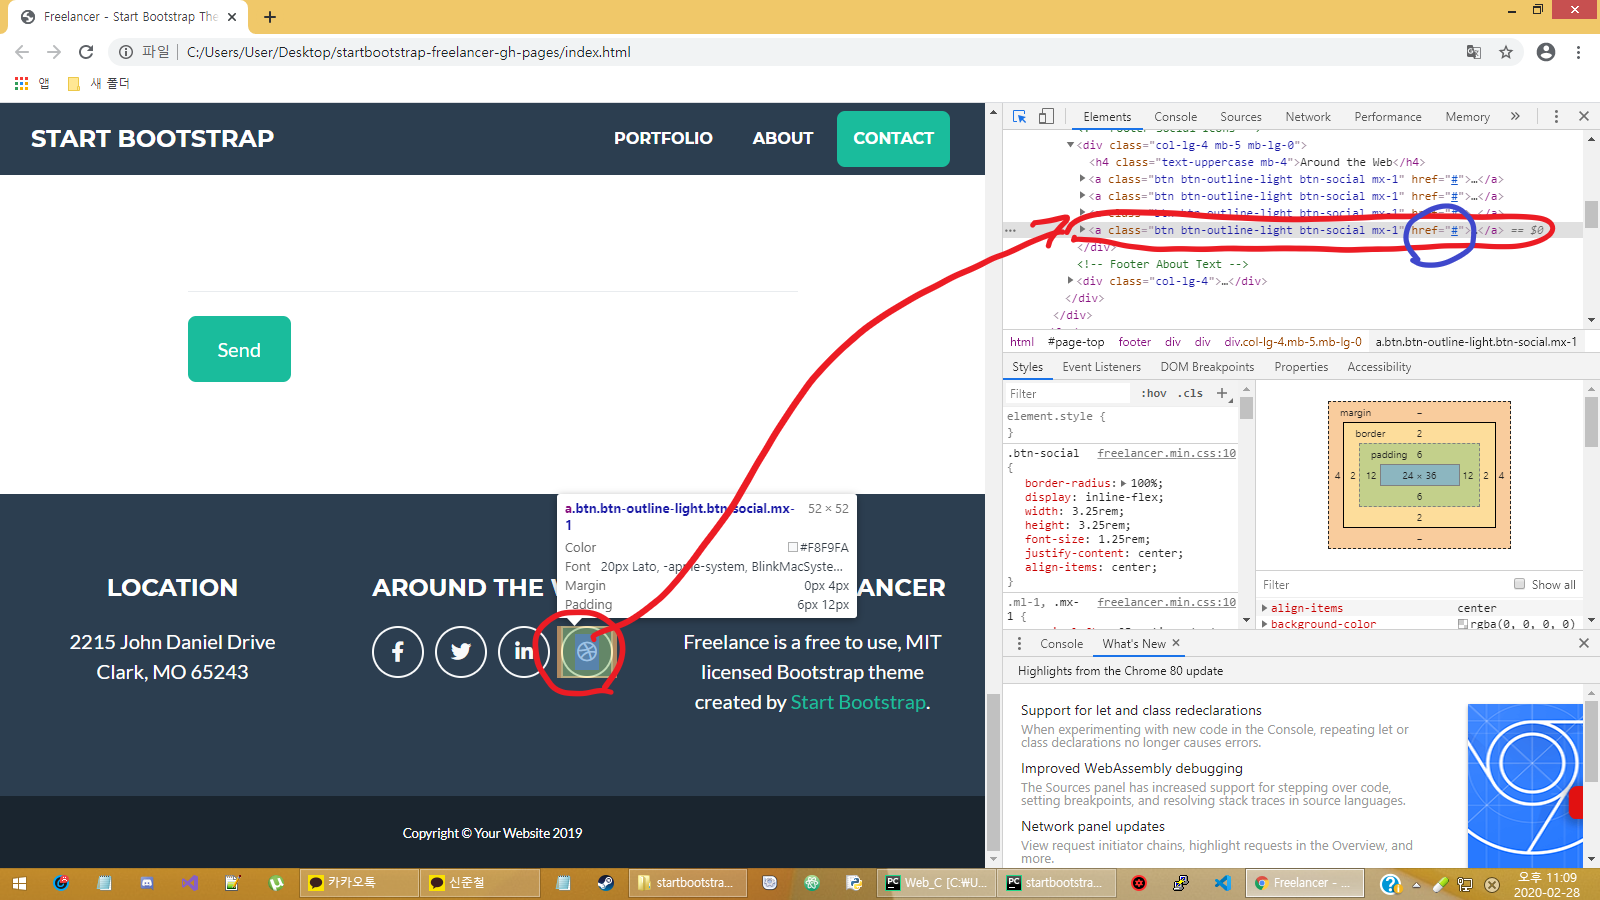 Freelancer - Start Bootstrap The
파일
C:/Users/User/Desktop/startbootstrap-freelancer-gh-pages/index.html
앱
새 폴더
START BOOTSTRAP
PORTFOLIO
ABOUT
CONTACT
Send
a.btn.btn-outline-light.btn-social.mx-1
52 × 52
Color
#F8F9FA
Font
20px Lato, -apple-system, BlinkMacSyste...
Margin
0px 4px
Padding
6px 12px
LOCATION
2215 John Daniel Drive
Clark, MO 65243
AROUND THE W
ANCER
Freelance is a free to use, MIT
licensed Bootstrap theme
created by Start Bootstrap.
Copyright © Your Website 2019
Elements
Console
Sources
Network
Performance
Memory
<!-- Footer Social Icons -->
<div class="col-lg-4 mb-5 mb-lg-0">
<h4 class="text-uppercase mb-4">Around the Web</h4>
<a class="btn btn-outline-light btn-social mx-1" href="#">…</a>
<a class="btn btn-outline-light btn-social mx-1" href="#">…</a>
<a class="btn btn-outline-light btn-social mx-1" href="#">…</a>
<a class="btn btn-outline-light btn-social mx-1" href="#">…</a> == $0
</div>
<!-- Footer About Text -->
<div class="col-lg-4">…</div>
</div>
</div>
html
#page-top
footer
div
div
div.col-lg-4.mb-5.mb-lg-0
a.btn.btn-outline-light.btn-social.mx-1
Styles
Event Listeners
DOM Breakpoints
Properties
Accessibility
Filter
:hov
.cls
element.style {
}
.btn-social
freelancer.min.css:10
{
border-radius: 100%;
display: inline-flex;
width: 3.25rem;
height: 3.25rem;
font-size: 1.25rem;
justify-content: center;
align-items: center;
}
.ml-1, .mx-
freelancer.min.css:10
1 {
margin
–
border
2
padding
6
4
2
12
24 × 36
12
2
4
6
2
–
Filter
Show all
align-items
center
background-color
rgba(0, 0, 0, 0)
Console
What's New
Highlights from the Chrome 80 update
Support for let and class redeclarations
When experimenting with new code in the Console, repeating let or
class declarations no longer causes errors.
Improved WebAssembly debugging
The Sources panel has increased support for stepping over code,
setting breakpoints, and resolving stack traces in source languages.
Network panel updates
View request initiator chains, highlight requests in the Overview, and
more.
카카오톡
신준철
startbootstra...
Web_C [C:₩U...
startbootstra...
Freelancer - ...
오후 11:09
2020-02-28